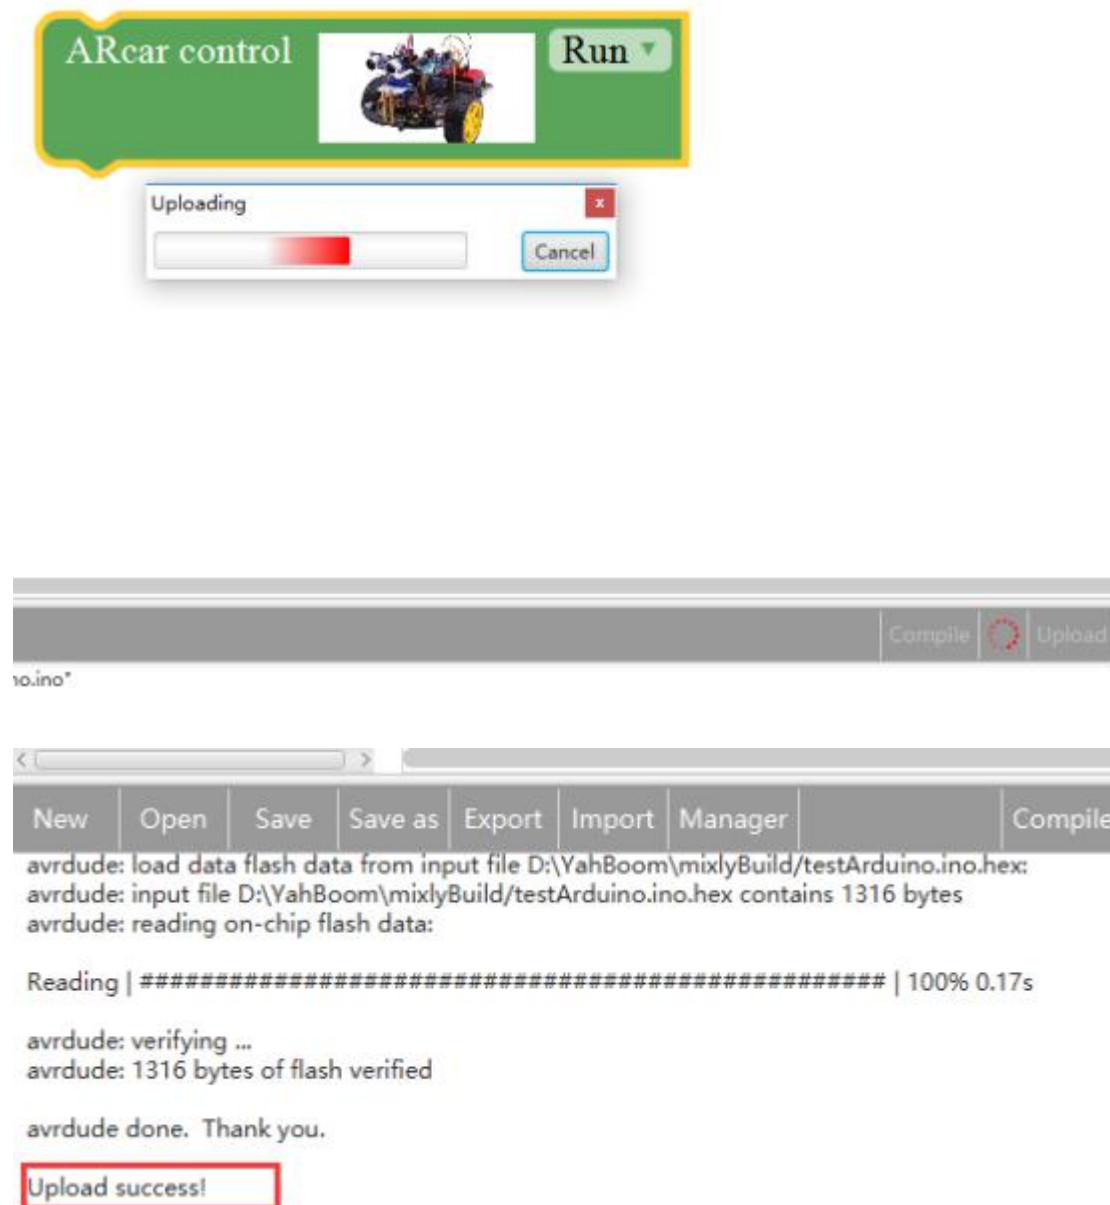 ARcar control Run
Uploading
x
Cancel
Compile Upload
no.ino*
New Open Save Save as Export Import Manager Compile
avrdude: load data flash data from input file D:\YahBoom\mixlyBuild/testArduino.ino.hex:
avrdude: input file D:\YahBoom\mixlyBuild/testArduino.ino.hex contains 1316 bytes
avrdude: reading on-chip flash data:
Reading | ################################################## | 100% 0.17s
avrdude: verifying ...
avrdude: 1316 bytes of flash verified
avrdude done.  Thank you.
Upload success!